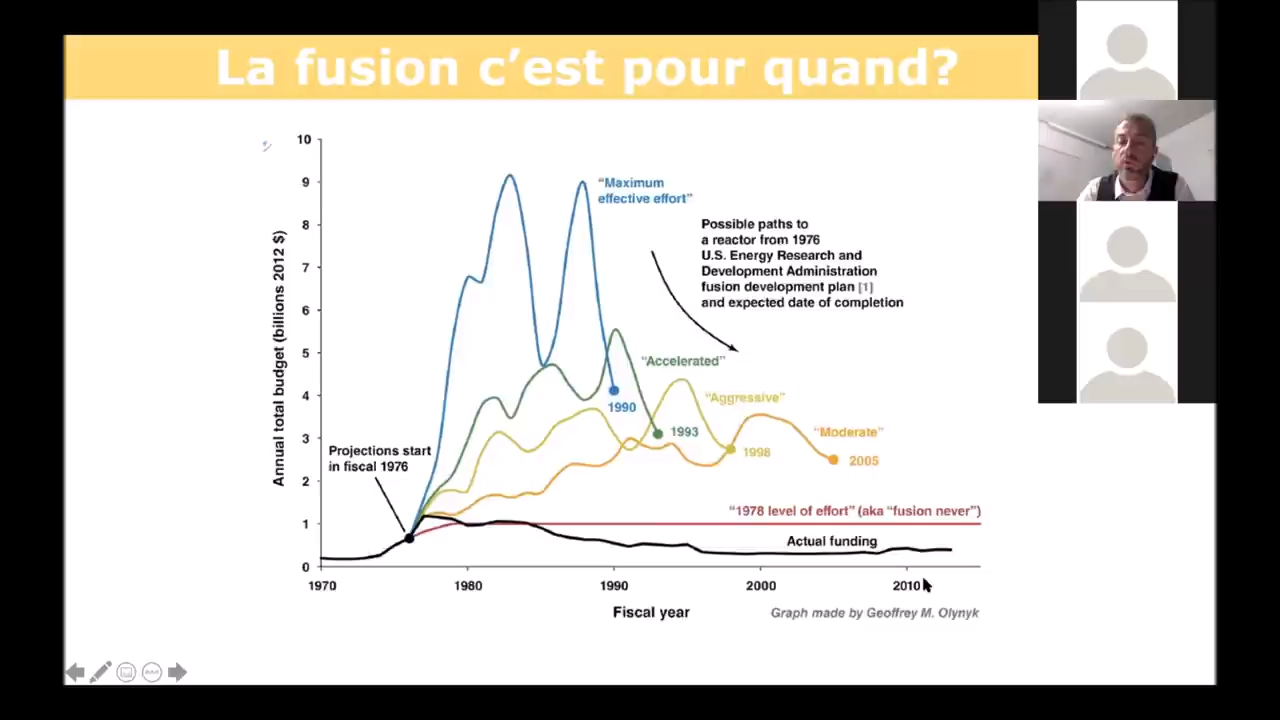 La fusion c’est pour quand?
10
9
8
7
6
5
4
3
2
1
0
Annual total budget (billions 2012 $)
“Maximum
effective effort”
Possible paths to
a reactor from 1976
U.S. Energy Research and
Development Administration
fusion development plan [1]
and expected date of completion
“Accelerated”
“Aggressive”
1990
“Moderate”
1993
Projections start
in fiscal 1976
1998
2005
“1978 level of effort” (aka “fusion never”)
Actual funding
1970
1980
1990
2000
2010
Fiscal year
Graph made by Geoffrey M. Olynyk